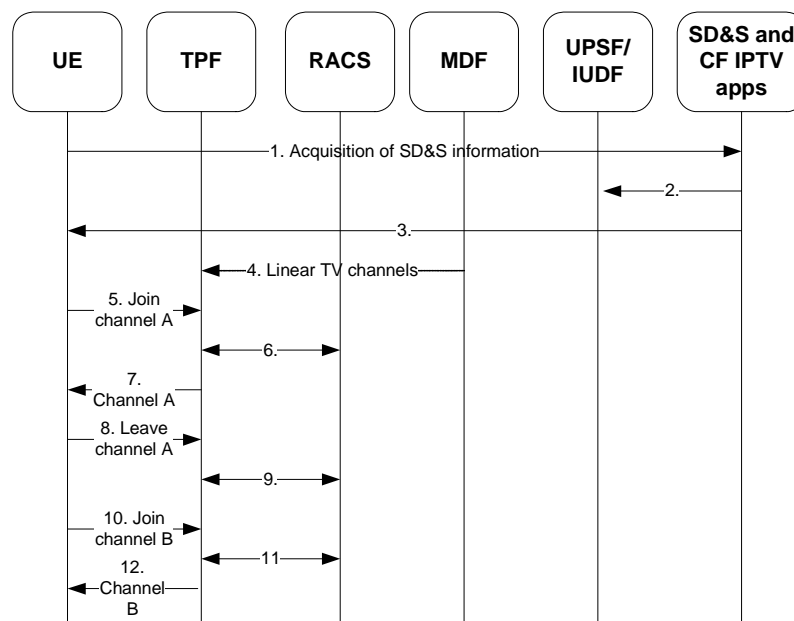 UE
TPF
RACS
MDF
UPSF/
IUDF
SD&S and
CF IPTV
apps
1. Acquisition of SD&S information
2.
3.
4. Linear TV channels
5. Join
channel A
6.
7.
Channel A
8. Leave
channel A
9.
10. Join
channel B
11
12.
Channel
B